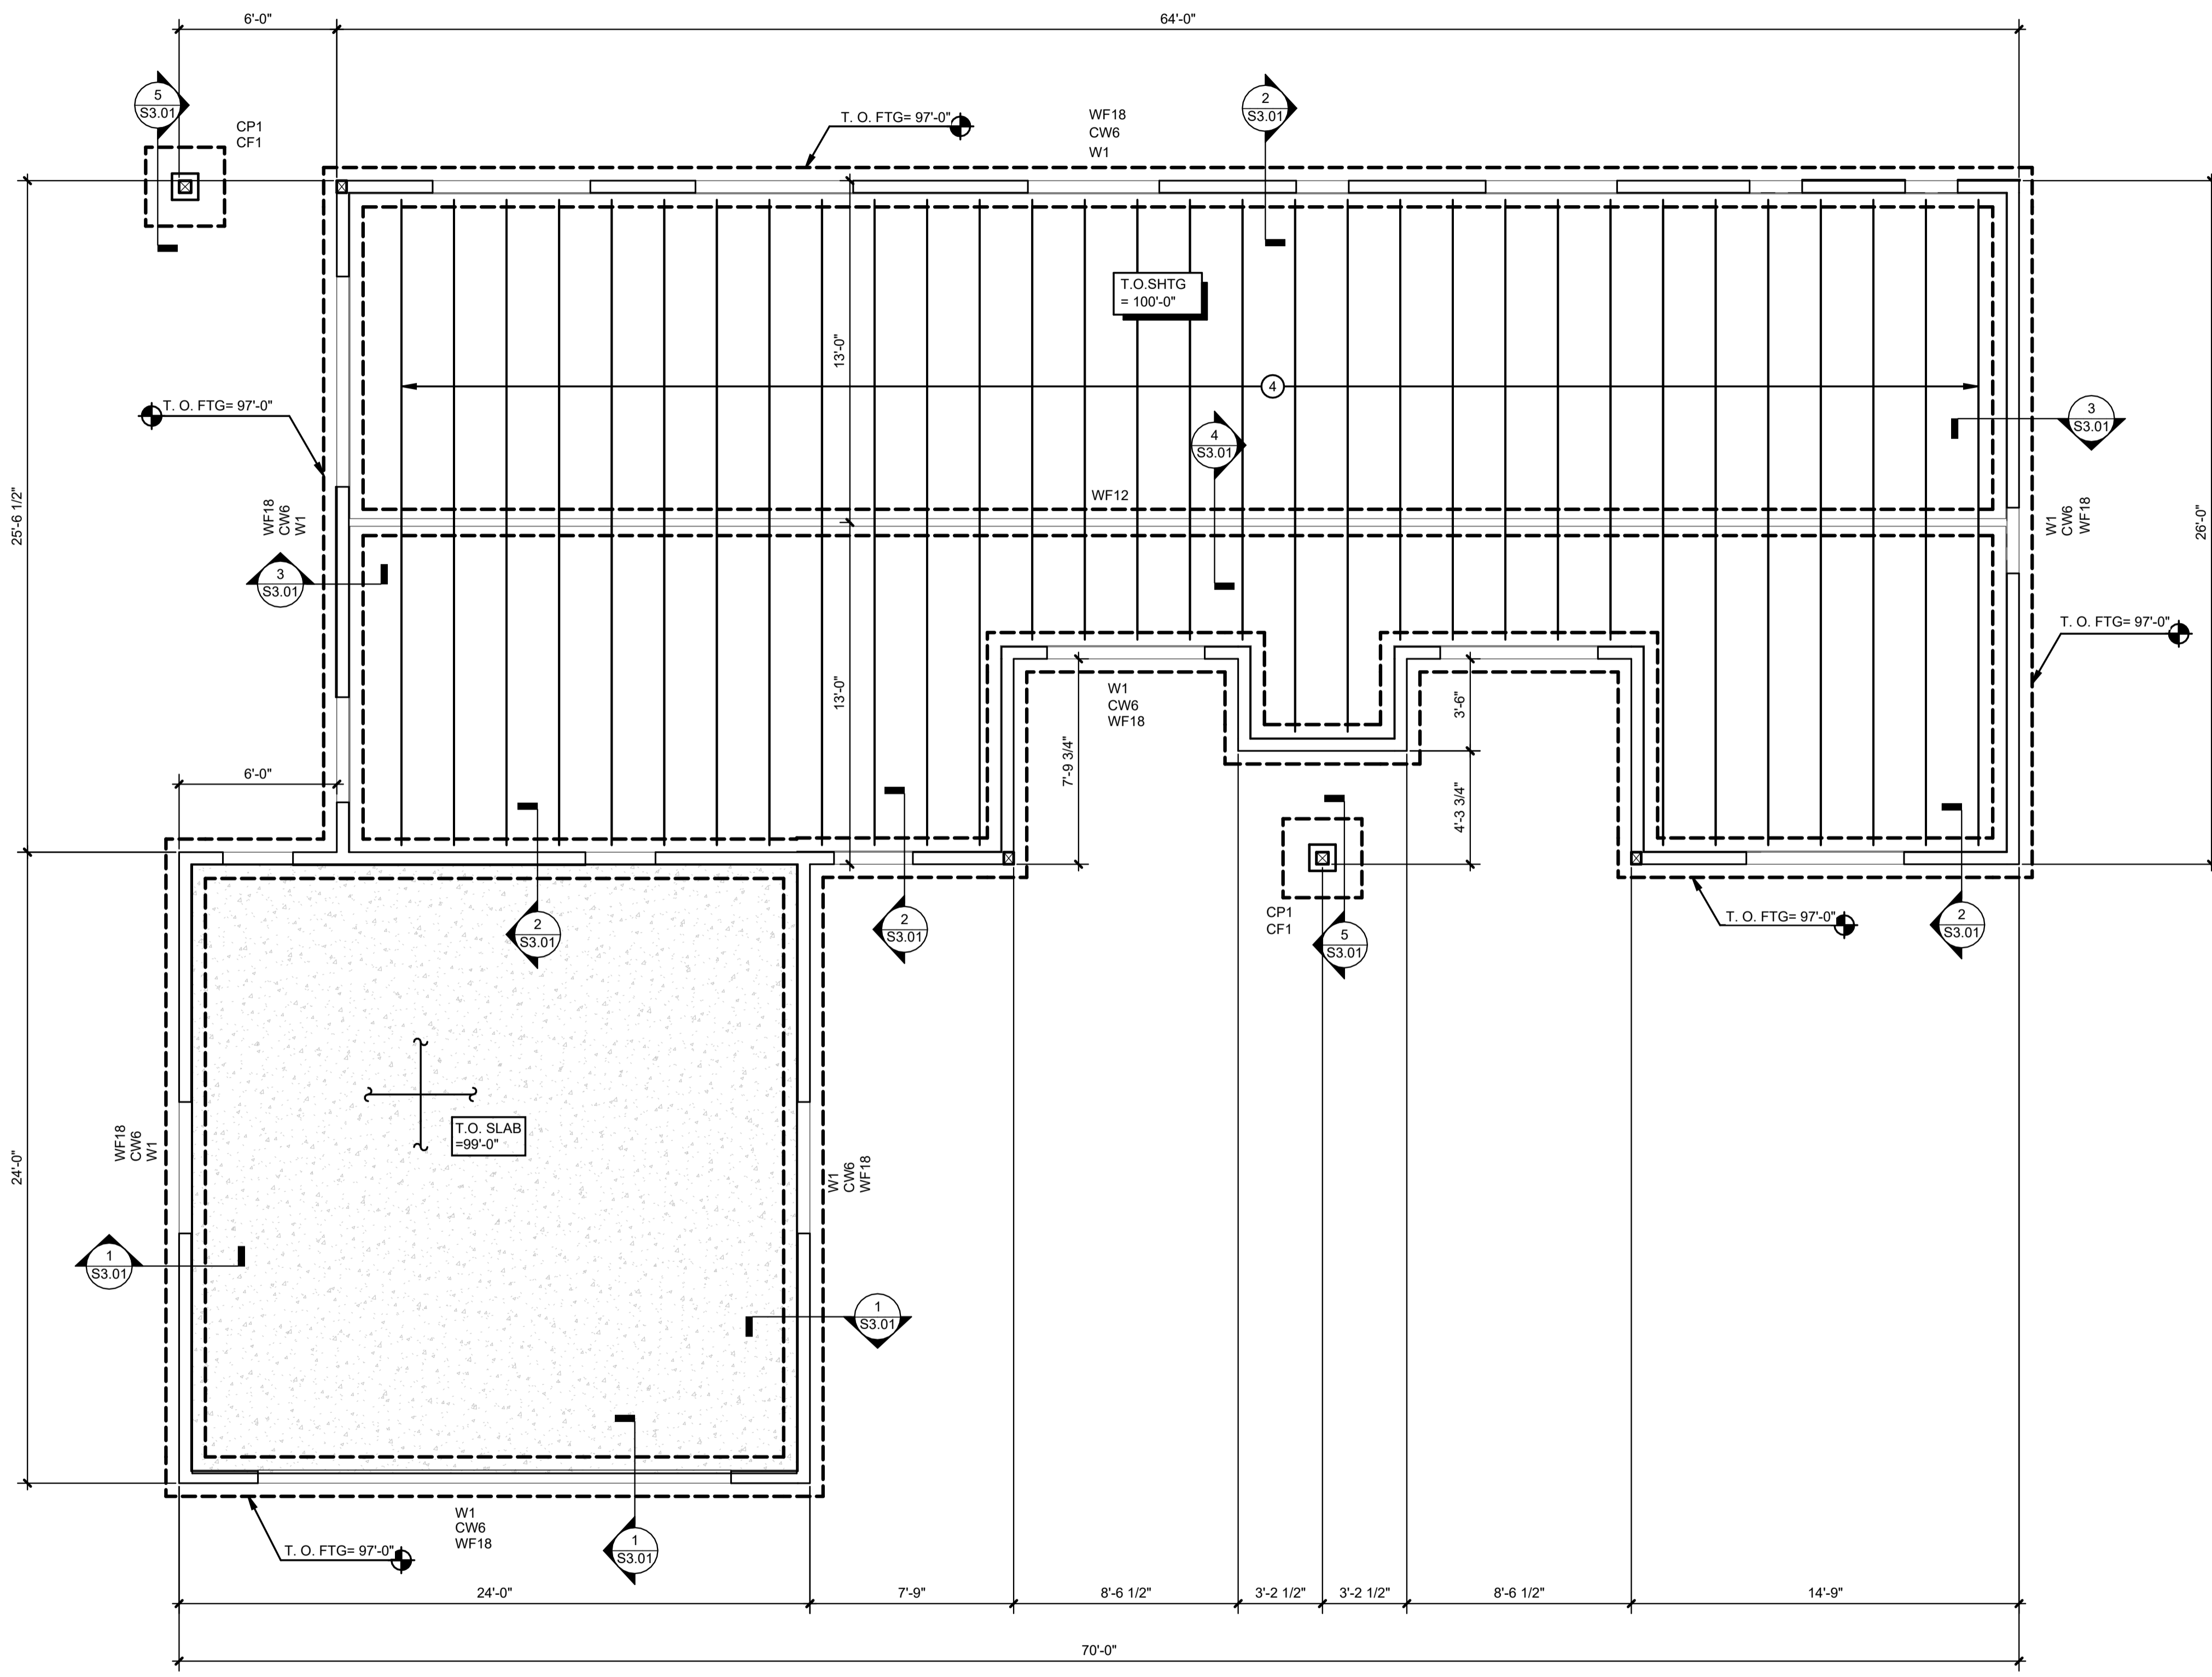 6'-0"
64'-0"
5
S3.01
CP1
CF1
T. O. FTG= 97'-0"
WF18
CW6
W1
2
S3.01
T.O.SHTG
= 100'-0"
13'-0"
4
T. O. FTG= 97'-0"
3
S3.01
4
S3.01
25'-6 1/2"
WF18
CW6
W1
WF12
W1
CW6
WF18
26'-0"
3
S3.01
T. O. FTG= 97'-0"
13'-0"
W1
CW6
WF18
3'-6"
7'-9 3/4"
4'-3 3/4"
6'-0"
2
S3.01
2
S3.01
CP1
CF1
5
S3.01
T. O. FTG= 97'-0"
2
S3.01
T.O. SLAB
=99'-0"
24'-0"
WF18
CW6
W1
W1
CW6
WF18
1
S3.01
1
S3.01
W1
CW6
WF18
1
S3.01
T. O. FTG= 97'-0"
24'-0"
7'-9"
8'-6 1/2"
3'-2 1/2"
3'-2 1/2"
8'-6 1/2"
14'-9"
70'-0"